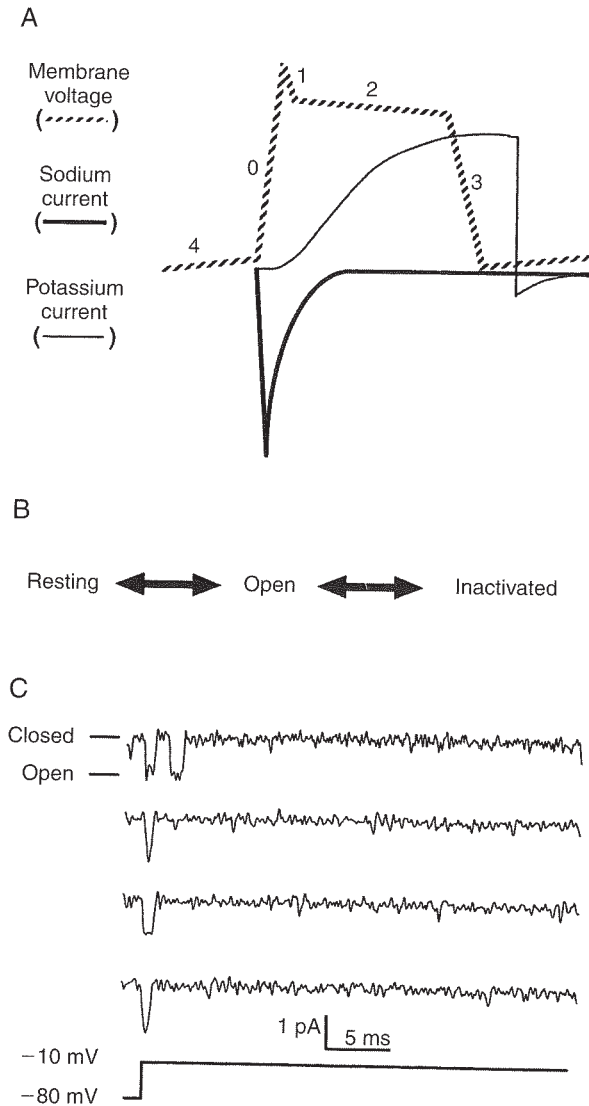 A
Membrane
voltage
( )
Sodium
current
( )
Potassium
current
( )
4
0
1
2
3
B
Resting
Open
Inactivated
C
Closed
Open
1 pA
5 ms
−10 mV
−80 mV